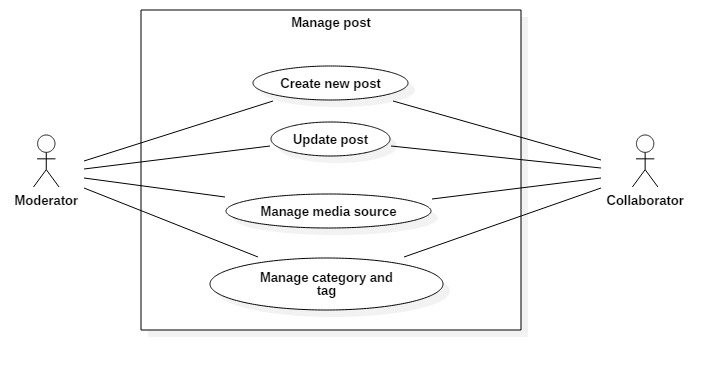 Manage post
Create new post
Update post
Moderator
Collaborator
Manage media source
Manage category and
tag